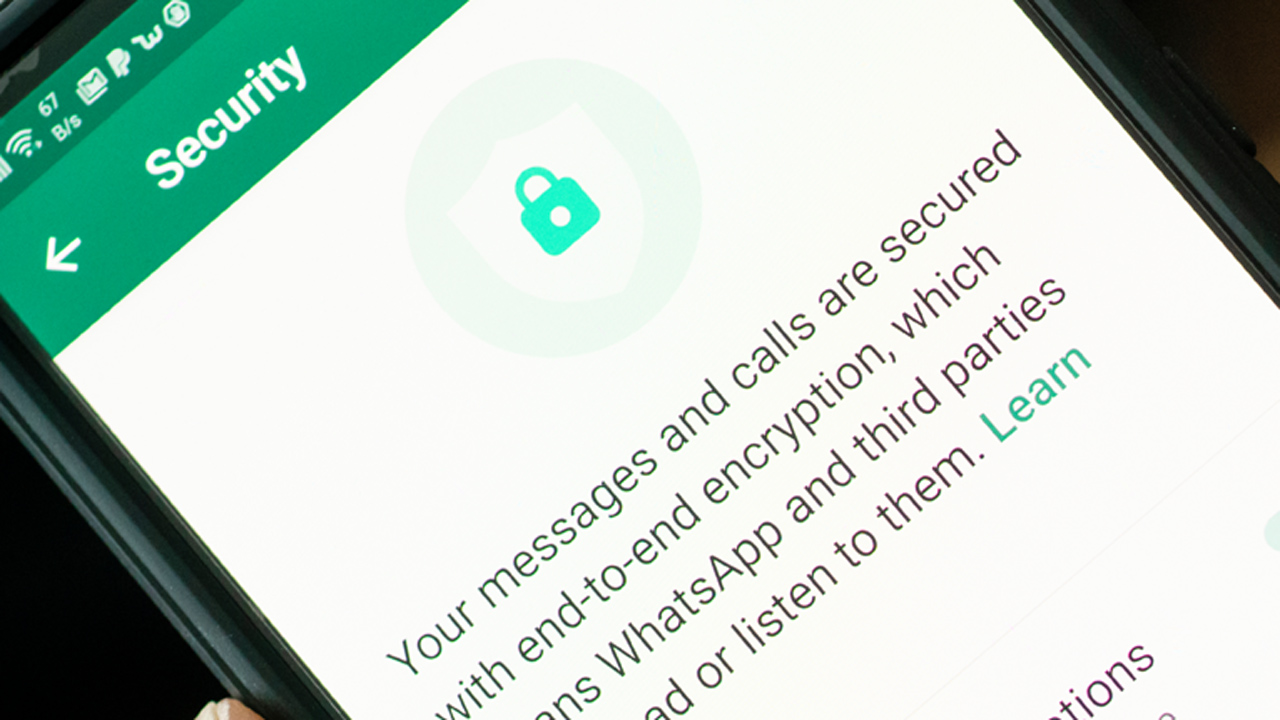 67
B/s
Security
Your messages and calls are secured
with end-to-end encryption, which
WhatsApp and third parties
or listen to them. Learn